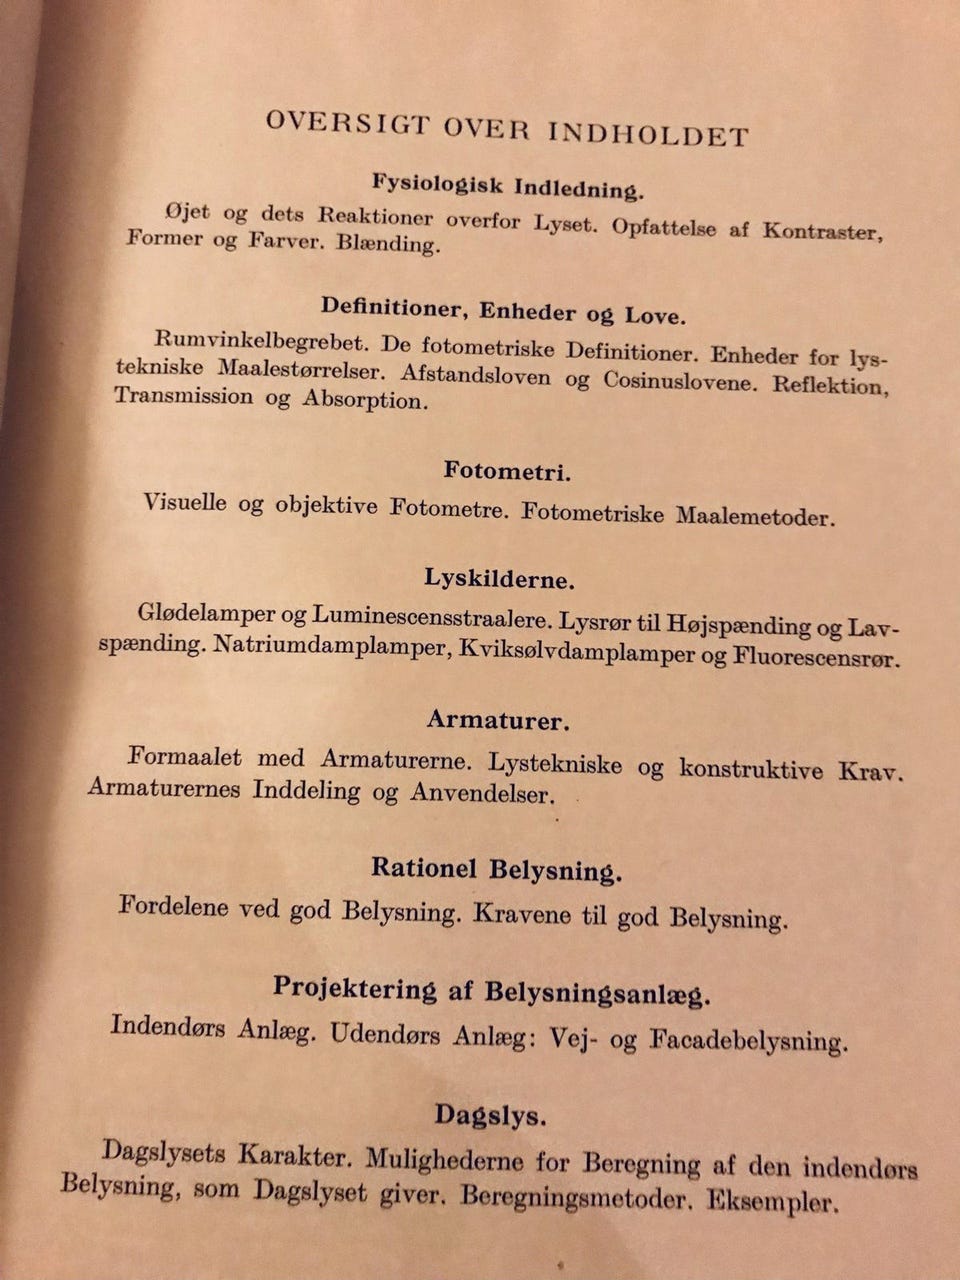 OVERSIGT OVER INDHOLDET
Fysiologisk Indledning.
Øjet og dets Reaktioner overfor Lyset. Opfattelse af Kontraster,
Former og Farver. Blænding.
Definitioner, Enheder og Love.
Rumvinkelbegrebet. De fotometriske Definitioner. Enheder for lys-
tekniske Maalestørrelser. Afstandsloven og Cosinuslovene. Reflektion,
Transmission og Absorption.
Fotometri.
Visuelle og objektive Fotometre. Fotometriske Maalemetoder.
Lyskilderne.
Glødelamper og Luminescensstraalere. Lysrør til Højspænding og Lav-
spænding. Natriumdamplamper, Kviksølvdamplamper og Fluorescensrør.
Armaturer.
Formaalet med Armaturerne. Lystekniske og konstruktive Krav.
Armaturernes Inddeling og Anvendelser.
Rationel Belysning.
Fordelene ved god Belysning. Kravene til god Belysning.
Projektering af Belysningsanlæg.
Indendørs Anlæg. Udendørs Anlæg: Vej- og Facadebelysning.
Dagslys.
Dagslysets Karakter. Mulighederne for Beregning af den indendørs
Belysning, som Dagslyset giver. Beregningsmetoder. Eksempler.